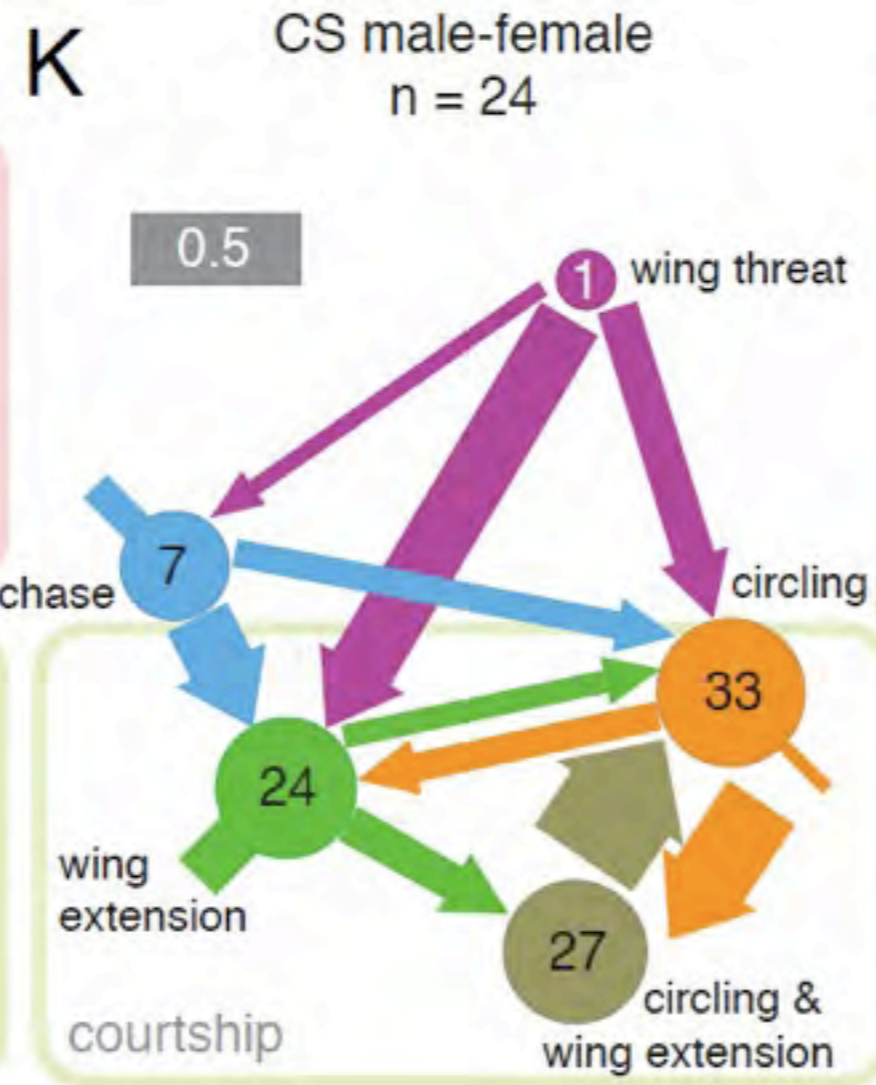 K
CS male-female
n = 24
0.5
1
wing threat
7
chase
circling
33
24
wing
extension
27
circling &
wing extension
courtship